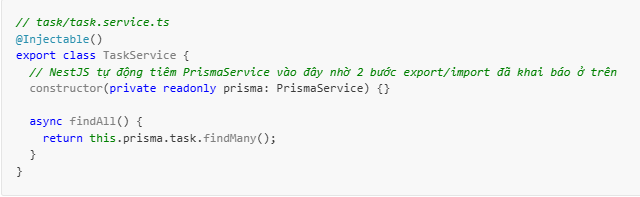 // task/task.service.ts
@Injectable()
export class TaskService {
  // NestJS tự động tiêm PrismaService vào đây nhờ 2 bước export/import đã khai báo ở trên
  constructor(private readonly prisma: PrismaService) {}

  async findAll() {
    return this.prisma.task.findMany();
  }
}